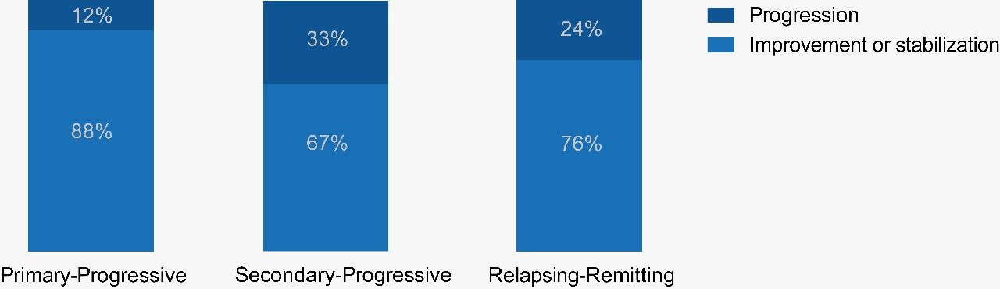 12%
33%
24%
Progression
Improvement or stabilization
88%
67%
76%
Primary-Progressive
Secondary-Progressive
Relapsing-Remitting